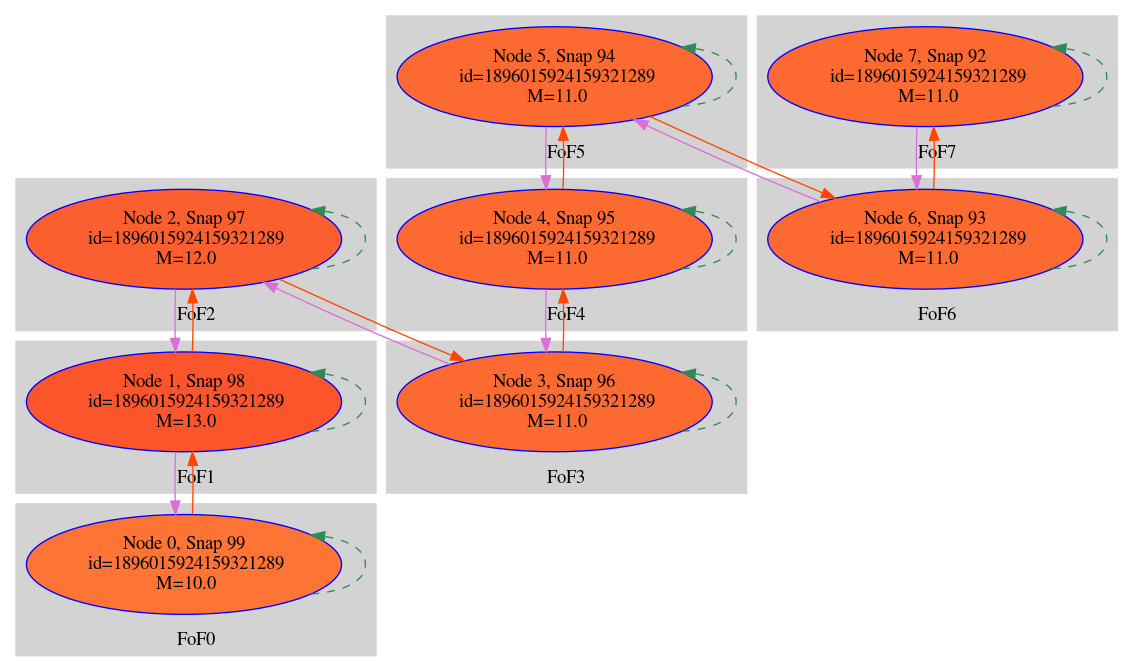 Node 5, Snap 94
id=1896015924159321289
M=11.0
FoF5
Node 7, Snap 92
id=1896015924159321289
M=11.0
FoF7
Node 2, Snap 97
id=1896015924159321289
M=12.0
FoF2
Node 4, Snap 95
id=1896015924159321289
M=11.0
FoF4
Node 6, Snap 93
id=1896015924159321289
M=11.0
FoF6
Node 1, Snap 98
id=1896015924159321289
M=13.0
FoF1
Node 3, Snap 96
id=1896015924159321289
M=11.0
FoF3
Node 0, Snap 99
id=1896015924159321289
M=10.0
FoF0